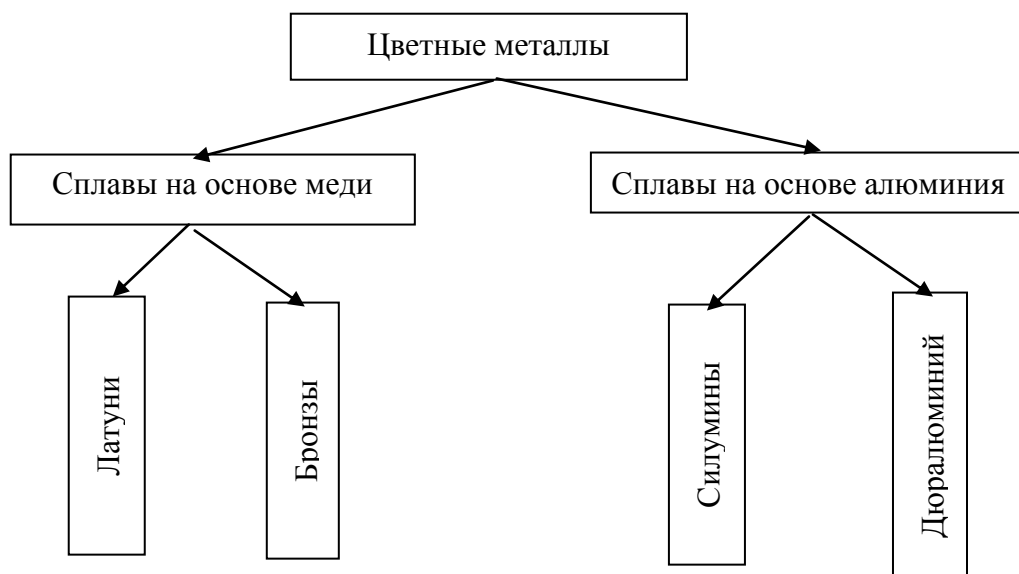 Цветные металлы
Сплавы на основе меди
Сплавы на основе алюминия
Латуни
Бронзы
Силумины
Дюралюминий